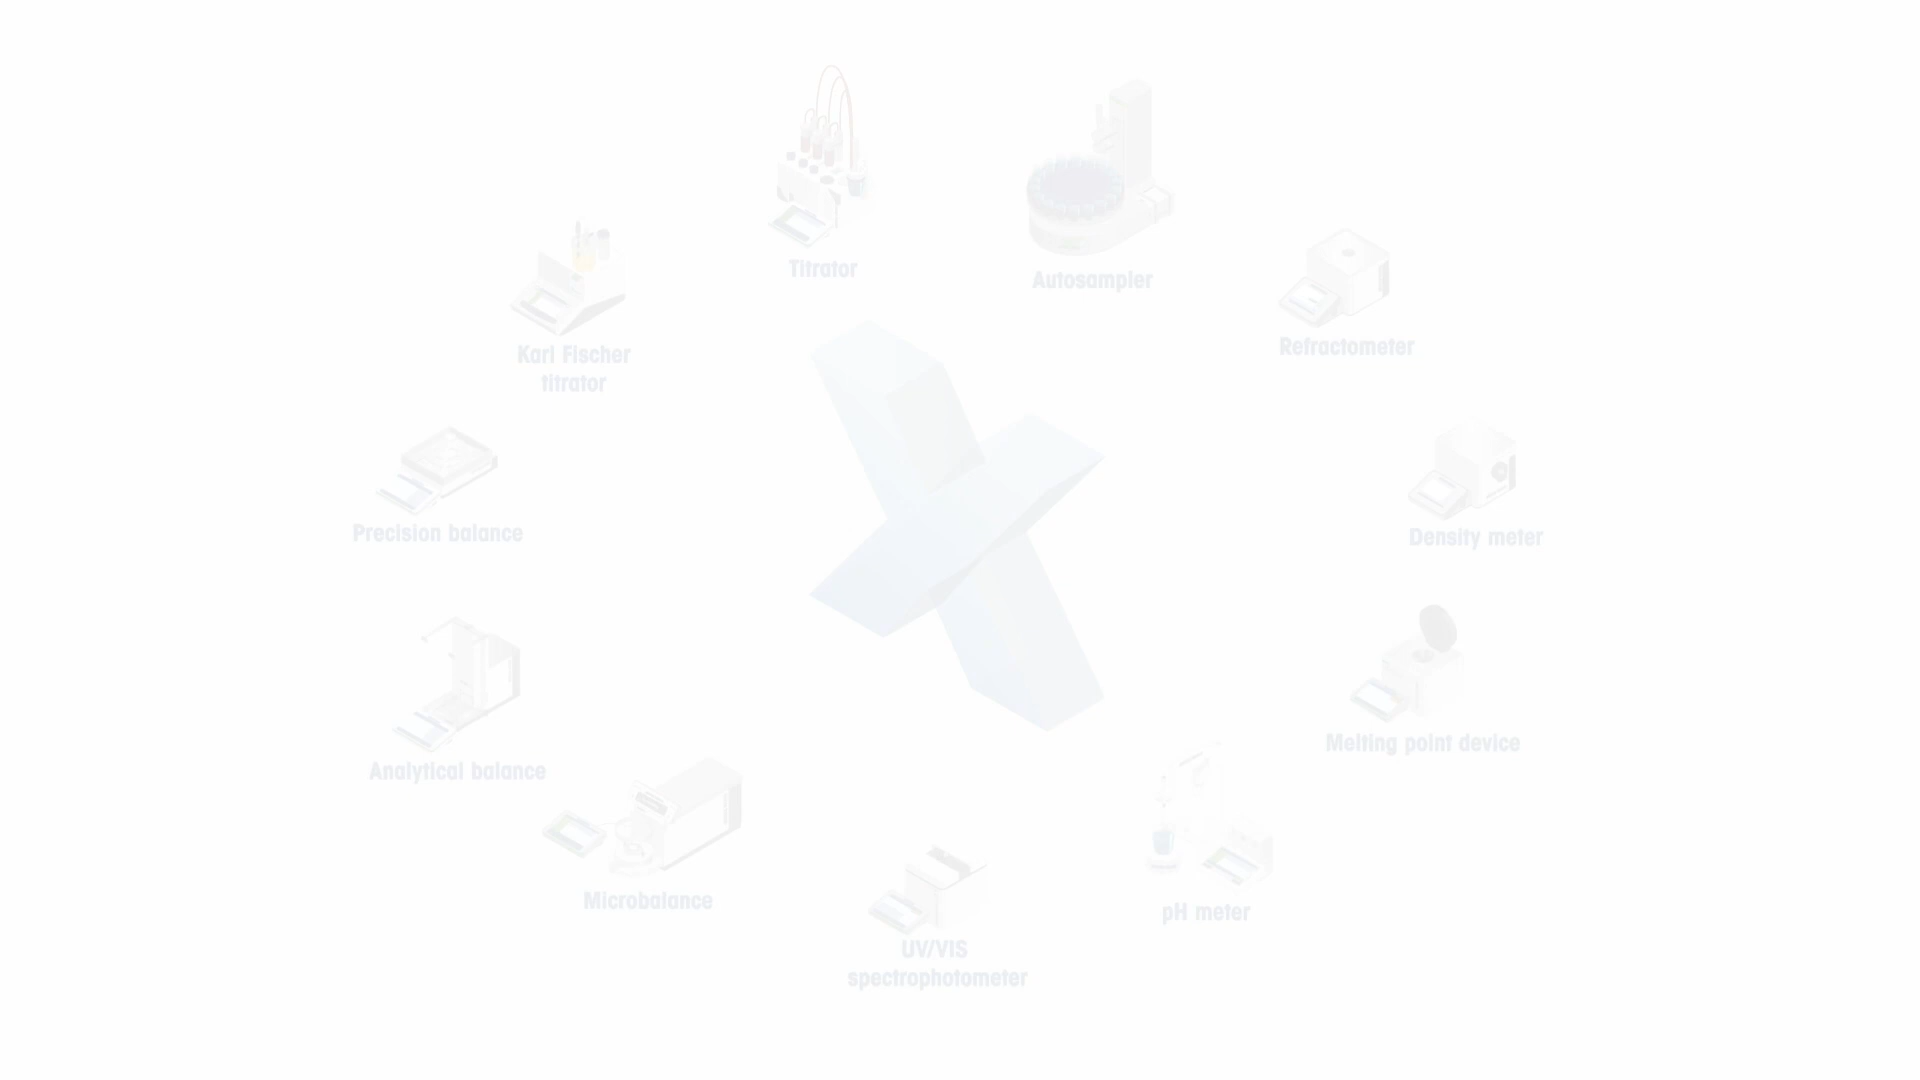 Titrator
Autosampler
Karl Fischer
titrator
Refractometer
Precision balance
Density meter
Analytical balance
Melting point device
Microbalance
pH meter
UV/VIS
spectrophotometer